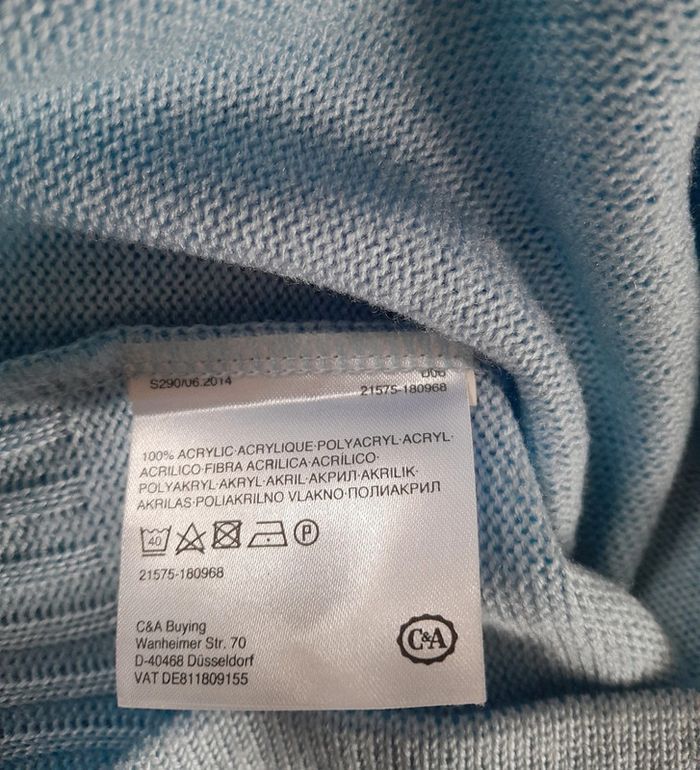 S290/06.2014
D06
21575-180968
100% ACRYLIC·ACRYLIQUE·POLYACRYL·ACRYL·
ACRILICO·FIBRA ACRILICA·ACRÍLICO·
POLYAKRYL·AKRYL·AKRIL·АКРИЛ·AKRILIK·
AKRILAS·POLIAKRILNO VLAKNO·ПОЛИАКРИЛ
40 P
21575-180968
C&A Buying
Wanheimer Str. 70
D-40468 Düsseldorf
VAT DE811809155
C&A